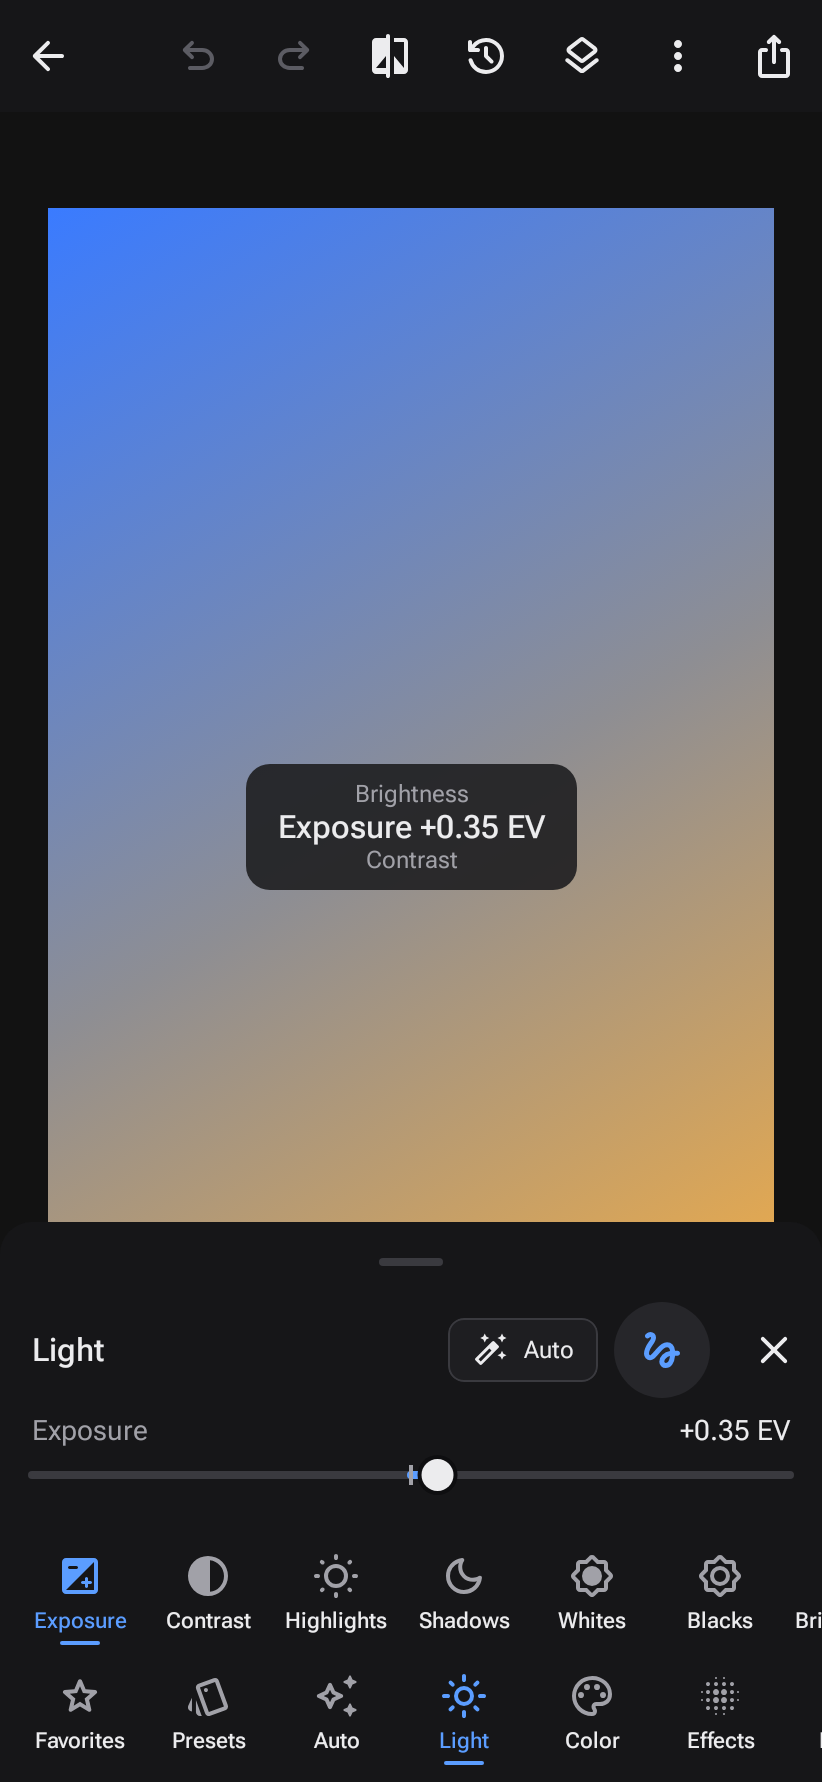 Brightness
Exposure +0.35 EV
Contrast
Light
Auto
Exposure
+0.35 EV
Exposure
Contrast
Highlights
Shadows
Whites
Blacks
Bri
Favorites
Presets
Auto
Light
Color
Effects